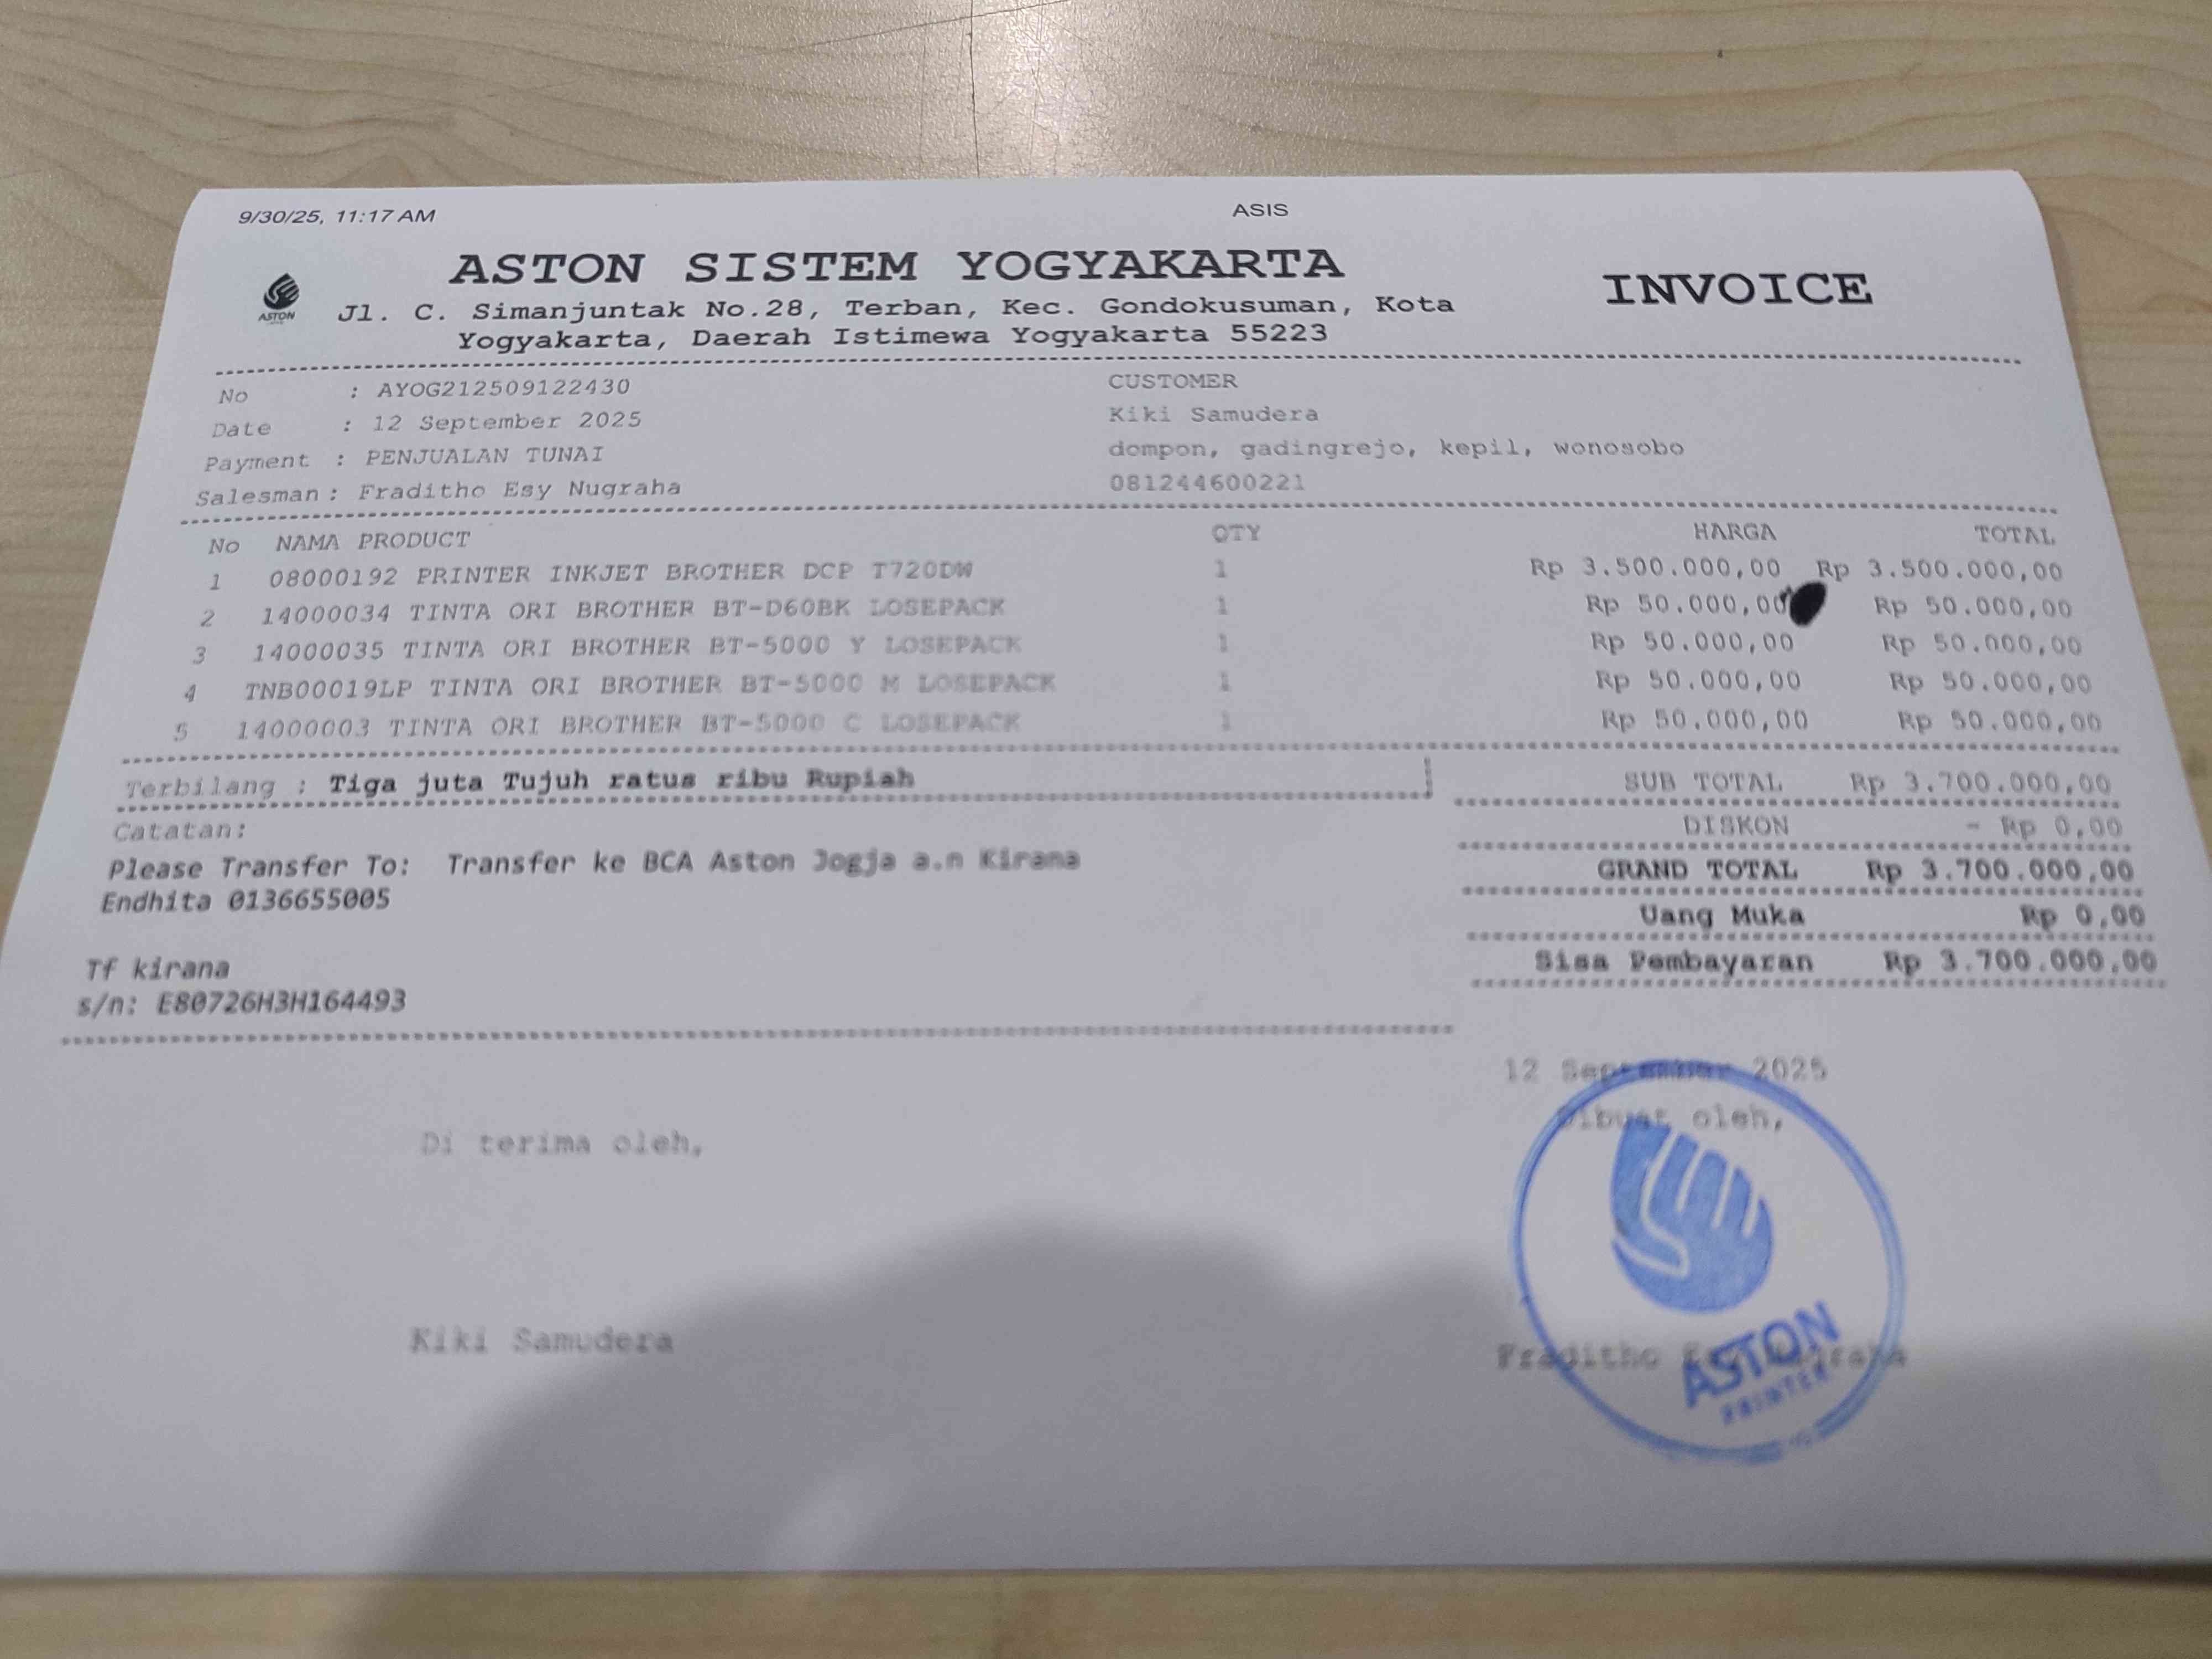 9/30/25, 11:17 AM ASIS
ASTON
ASTON SISTEM YOGYAKARTA
INVOICE
Jl. C. Simanjuntak No.28, Terban, Kec. Gondokusuman, Kota
Yogyakarta, Daerah Istimewa Yogyakarta 55223
No : AYOG212509122430
Date : 12 September 2025
Payment : PENJUALAN TUNAI
Salesman : Fraditho Esy Nugraha
CUSTOMER
Kiki Samudera
dompon, gadingrejo, kepil, wonosobo
081244600221
No NAMA PRODUCT QTY HARGA TOTAL
1 08000192 PRINTER INKJET BROTHER DCP T720DW 1 Rp 3.500.000,00 Rp 3.500.000,00
2 14000034 TINTA ORI BROTHER BT-D60BK LOSEPACK 1 Rp 50.000,00 Rp 50.000,00
3 14000035 TINTA ORI BROTHER BT-5000 Y LOSEPACK 1 Rp 50.000,00 Rp 50.000,00
4 TNB00019LP TINTA ORI BROTHER BT-5000 M LOSEPACK 1 Rp 50.000,00 Rp 50.000,00
5 14000003 TINTA ORI BROTHER BT-5000 C LOSEPACK 1 Rp 50.000,00 Rp 50.000,00
Terbilang : Tiga juta Tujuh ratus ribu Rupiah
Catatan:
Please Transfer To: Transfer ke BCA Aston Jogja a.n Kirana
Endhita 0136655005
Tf kirana
s/n: E80726H3H164493
SUB TOTAL Rp 3.700.000,00
DISKON - Rp 0,00
GRAND TOTAL Rp 3.700.000,00
Uang Muka Rp 0,00
Sisa Pembayaran Rp 3.700.000,00
12 September 2025
Di terima oleh,
Dibuat oleh,
Kiki Samudera
Fraditho Esy Nugraha
ASTON
PRINTER